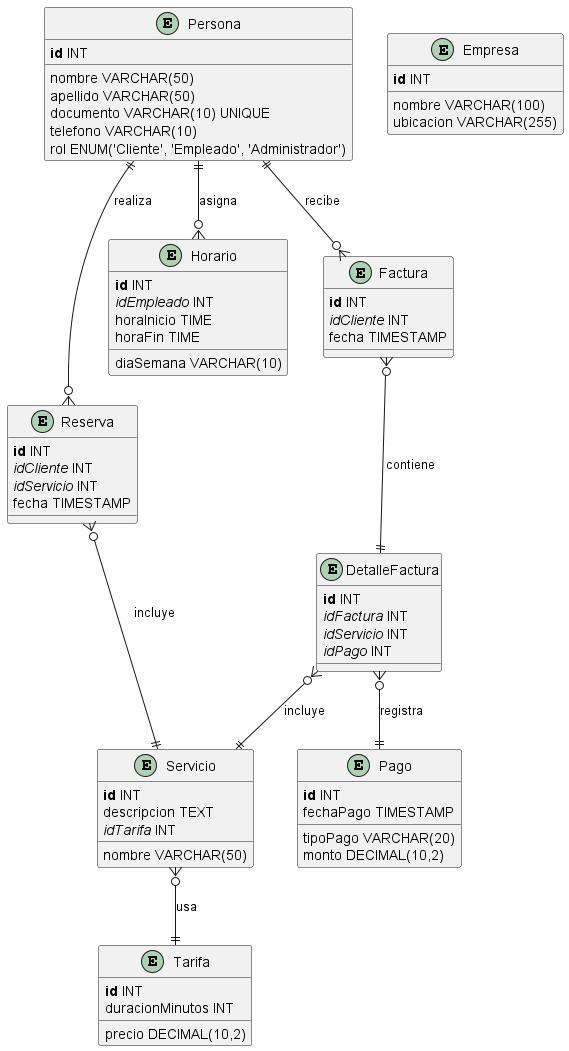 E Persona
id INT
nombre VARCHAR(50)
apellido VARCHAR(50)
documento VARCHAR(10) UNIQUE
telefono VARCHAR(10)
rol ENUM('Cliente', 'Empleado', 'Administrador')
E Empresa
id INT
nombre VARCHAR(100)
ubicacion VARCHAR(255)
realiza
asigna
recibe
E Horario
id INT
idEmpleado INT
horaInicio TIME
horaFin TIME
diaSemana VARCHAR(10)
E Factura
id INT
idCliente INT
fecha TIMESTAMP
E Reserva
id INT
idCliente INT
idServicio INT
fecha TIMESTAMP
contiene
E DetalleFactura
id INT
idFactura INT
idServicio INT
idPago INT
incluye
incluye
registra
E Servicio
id INT
descripcion TEXT
idTarifa INT
nombre VARCHAR(50)
E Pago
id INT
fechaPago TIMESTAMP
tipoPago VARCHAR(20)
monto DECIMAL(10,2)
usa
E Tarifa
id INT
duracionMinutos INT
precio DECIMAL(10,2)